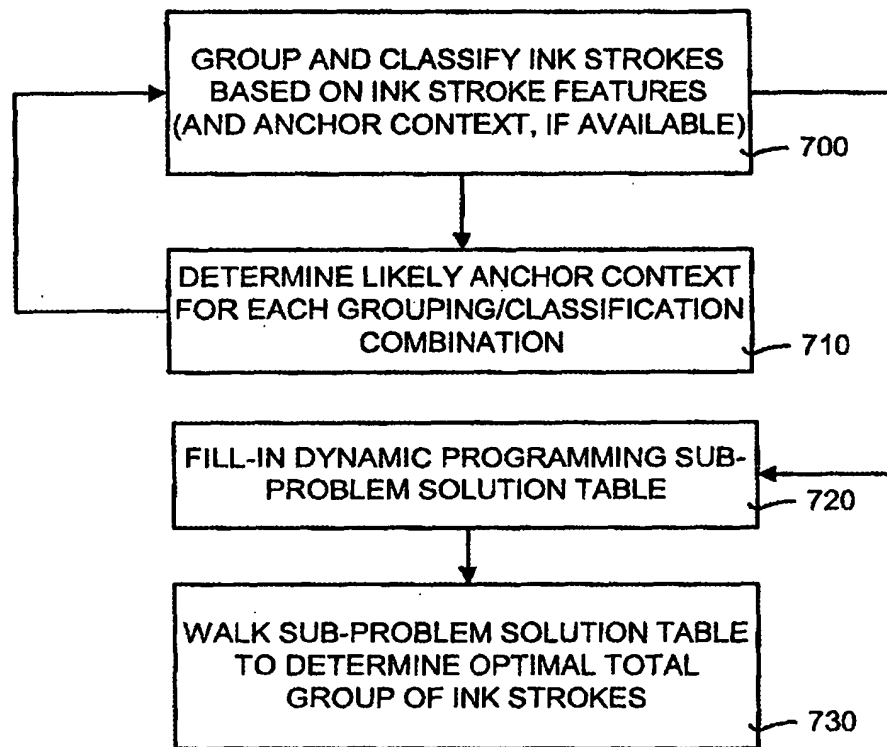 GROUP AND CLASSIFY INK STROKES
BASED ON INK STROKE FEATURES
(AND ANCHOR CONTEXT, IF AVAILABLE)
700
DETERMINE LIKELY ANCHOR CONTEXT
FOR EACH GROUPING/CLASSIFICATION
COMBINATION
710
FILL-IN DYNAMIC PROGRAMMING SUB-
PROBLEM SOLUTION TABLE
720
WALK SUB-PROBLEM SOLUTION TABLE
TO DETERMINE OPTIMAL TOTAL
GROUP OF INK STROKES
730